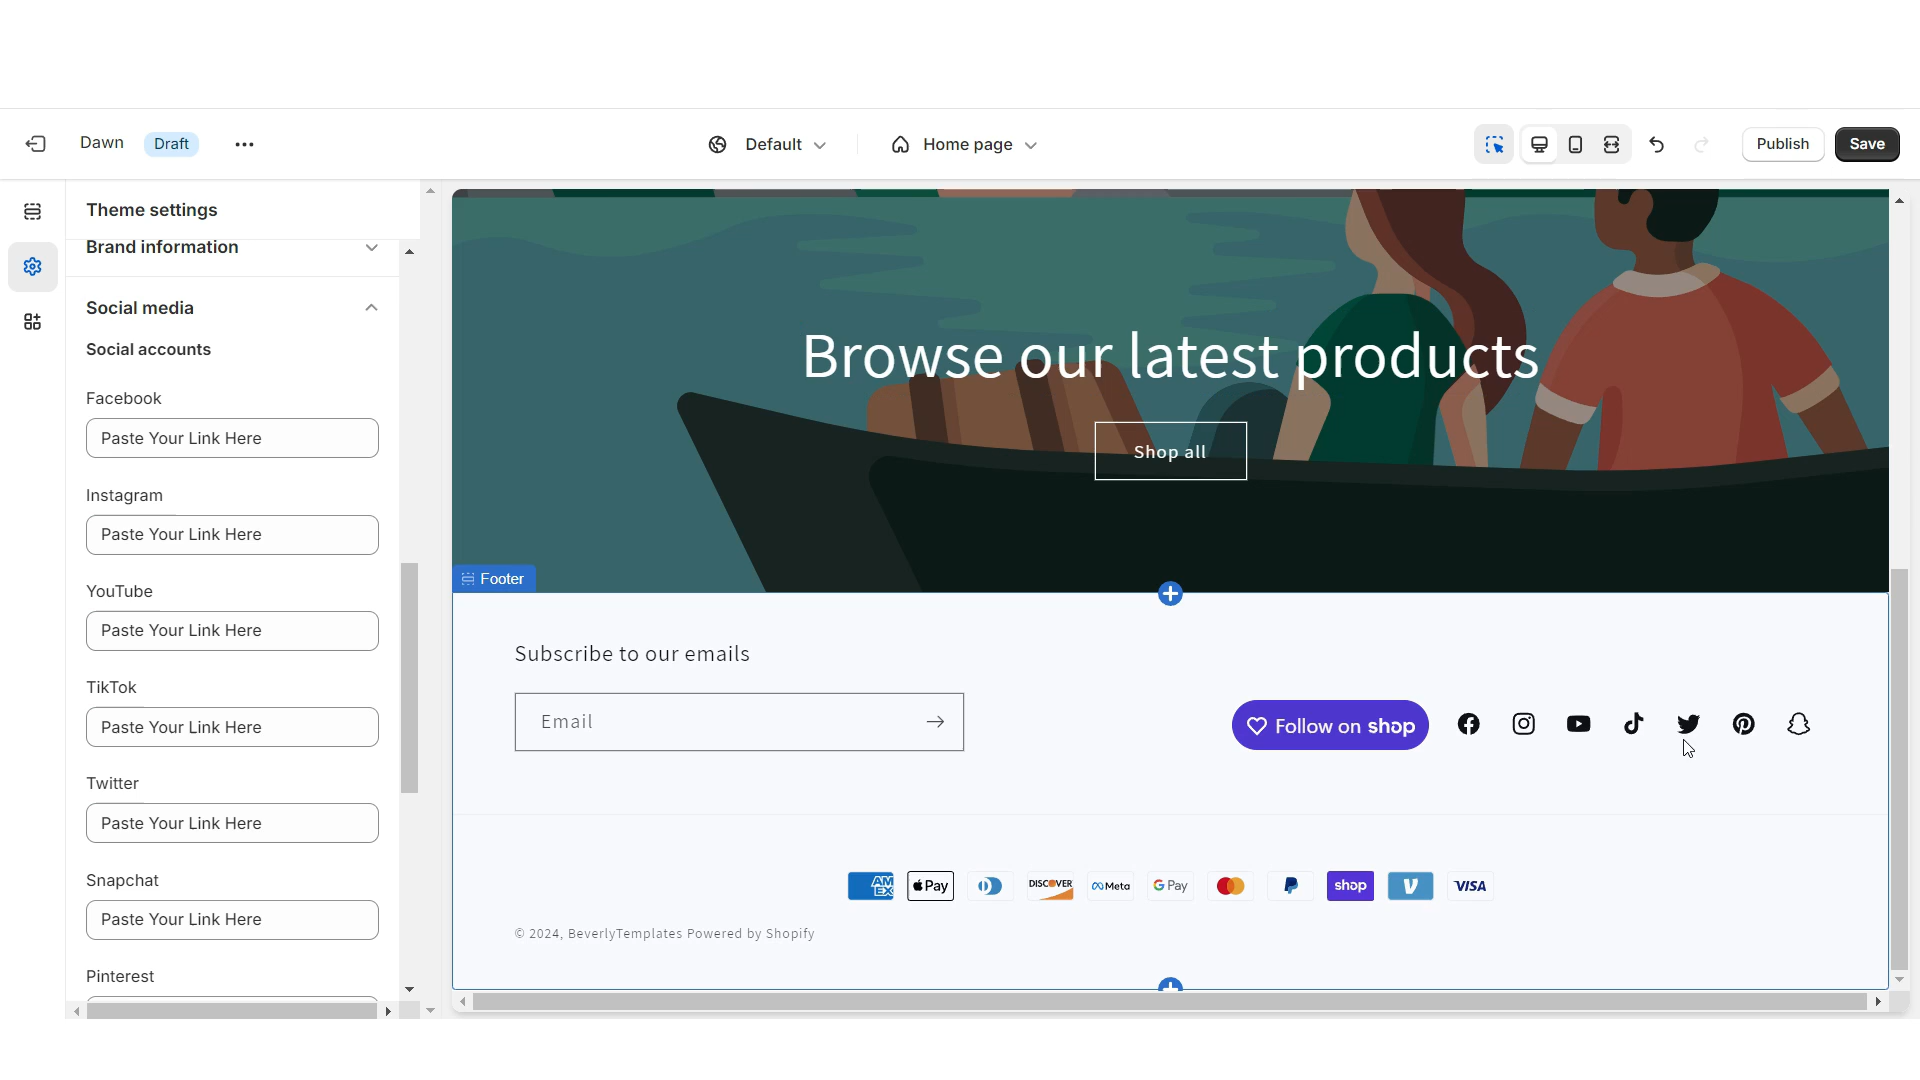 Dawn Draft ••• Default Home page Publish Save
Theme settings
Brand information
Social media
Social accounts
Facebook
Paste Your Link Here
Instagram
Paste Your Link Here
YouTube
Paste Your Link Here
TikTok
Paste Your Link Here
Twitter
Paste Your Link Here
Snapchat
Paste Your Link Here
Pinterest
Browse our latest products
Shop all
Footer
Subscribe to our emails
Email
Follow on shop
AMEX Pay DISCOVER Meta G Pay shop VISA
© 2024, BeverlyTemplates Powered by Shopify